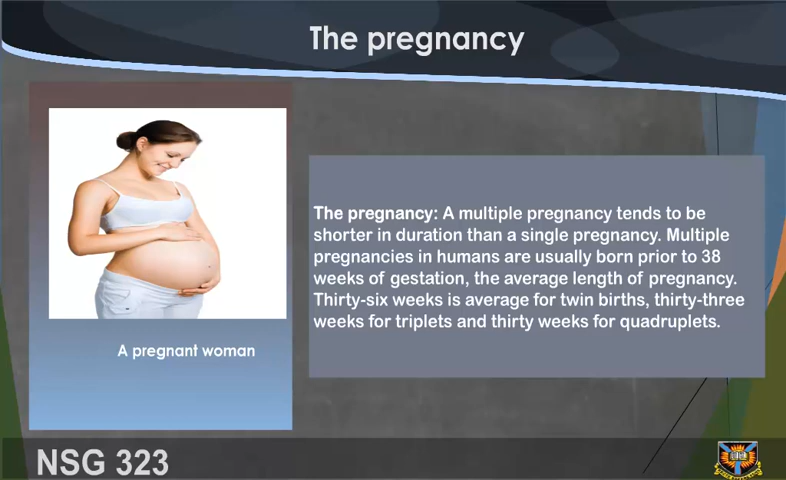 The pregnancy
The pregnancy: A multiple pregnancy tends to be
shorter in duration than a single pregnancy. Multiple
pregnancies in humans are usually born prior to 38
weeks of gestation, the average length of pregnancy.
Thirty-six weeks is average for twin births, thirty-three
weeks for triplets and thirty weeks for quadruplets.
A pregnant woman
NSG 323